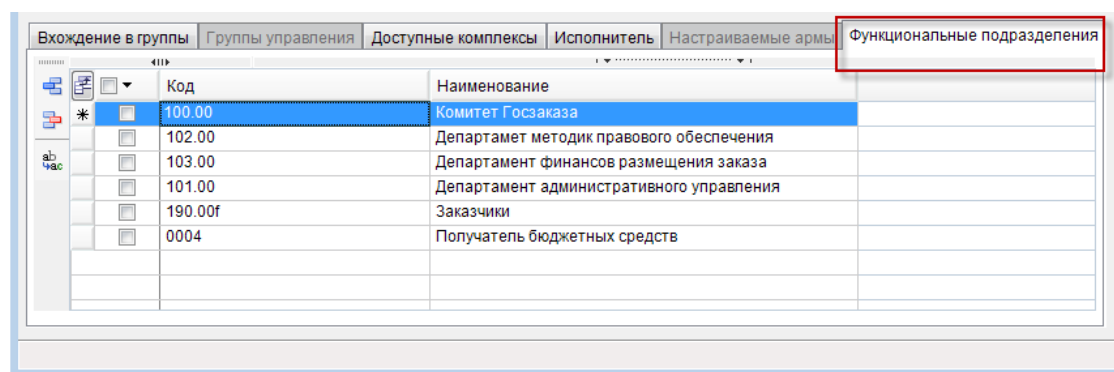 Вхождение в группы Группы управления Доступные комплексы Исполнитель Настраиваемые армы Функциональные подразделения
Код Наименование
100.00 Комитет Госзаказа
102.00 Департамет методик правового обеспечения
103.00 Департамент финансов размещения заказа
101.00 Департамент административного управления
190.00f Заказчики
0004 Получатель бюджетных средств
ab
ac